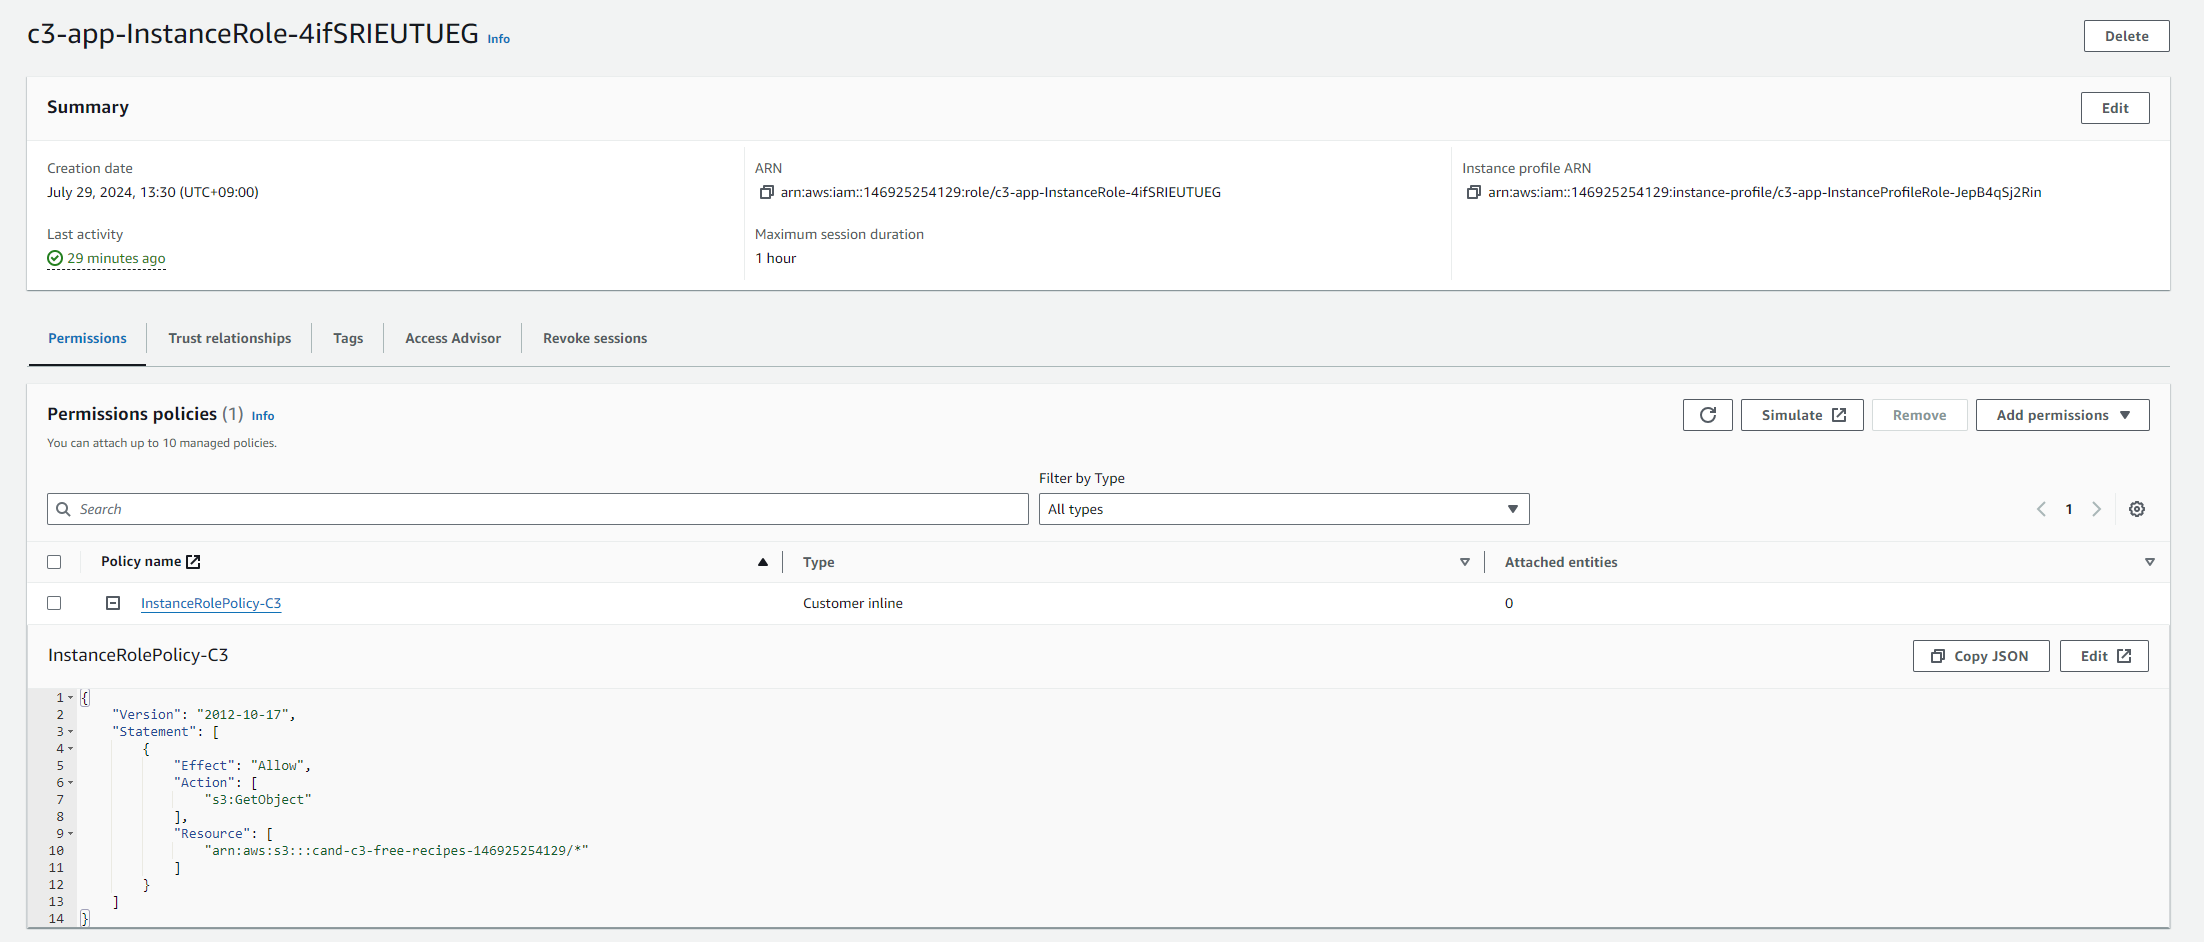 c3-app-InstanceRole-4ifSRIEUTUEG Info
Delete
Summary
Edit
Creation date
July 29, 2024, 13:30 (UTC+09:00)
ARN
arn:aws:iam::146925254129:role/c3-app-InstanceRole-4ifSRIEUTUEG
Instance profile ARN
arn:aws:iam::146925254129:instance-profile/c3-app-InstanceProfileRole-JepB4qSj2Rin
Last activity
29 minutes ago
Maximum session duration
1 hour
Permissions
Trust relationships
Tags
Access Advisor
Revoke sessions
Permissions policies (1) Info
You can attach up to 10 managed policies.
Simulate
Remove
Add permissions
Filter by Type
Search
All types
1
Policy name
Type
Attached entities
InstanceRolePolicy-C3
Customer inline
0
InstanceRolePolicy-C3
Copy JSON
Edit
1 {
2 "Version": "2012-10-17",
3 "Statement": [
4 {
5 "Effect": "Allow",
6 "Action": [
7 "s3:GetObject"
8 ],
9 "Resource": [
10 "arn:aws:s3:::cand-c3-free-recipes-146925254129/*"
11 ]
12 }
13 ]
14 }